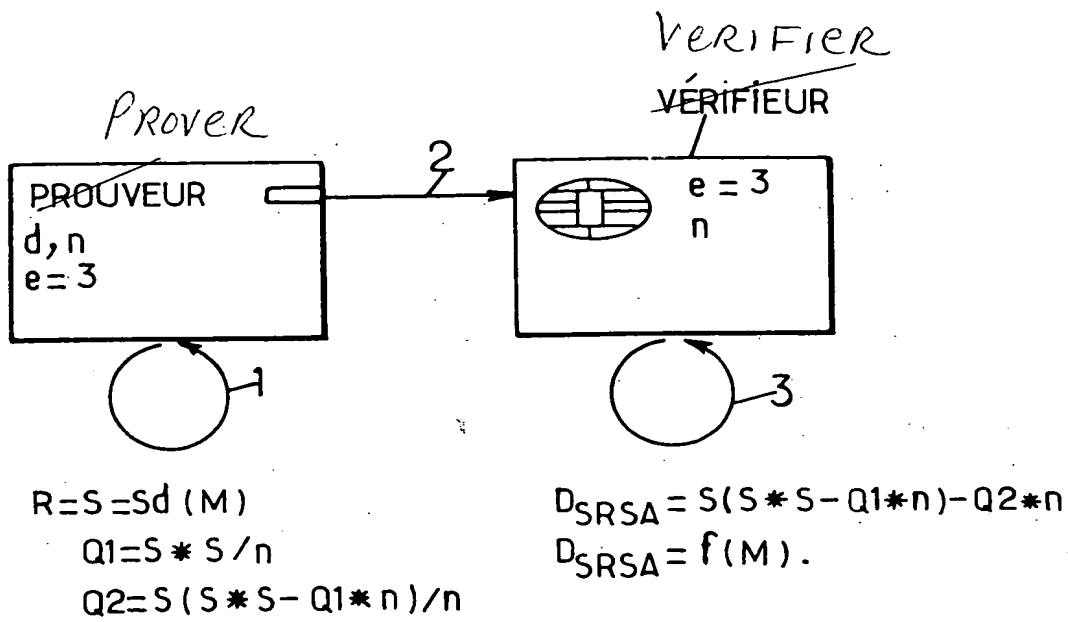 VERIFIER
VÉRIFIEUR
PROVER
PROUVEUR
d,n
e=3
2
e=3
n
1
3
R=S=Sd(M)
Q1=S*S/n
Q2=S(S*S-Q1*n)/n
DSRSA=S(S*S-Q1*n)-Q2*n
DSRSA=f(M).